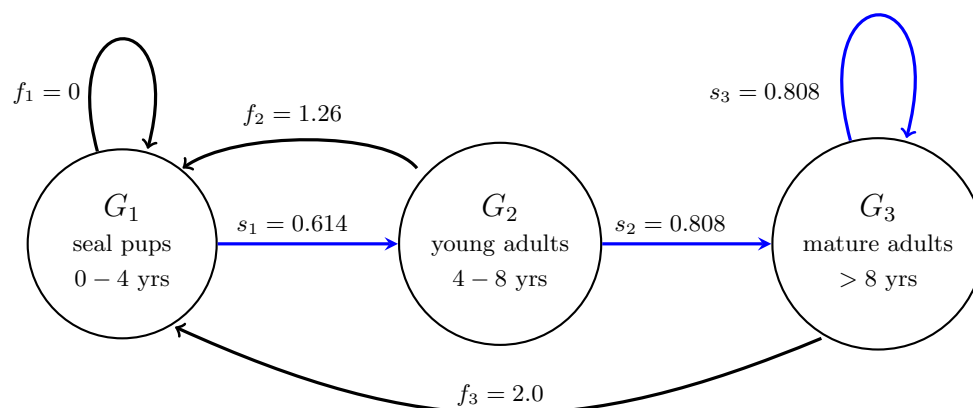 f₁ = 0
f₂ = 1.26
s₃ = 0.808
G₁
seal pups
0 − 4 yrs
s₁ = 0.614
G₂
young adults
4 − 8 yrs
s₂ = 0.808
G₃
mature adults
> 8 yrs
f₃ = 2.0